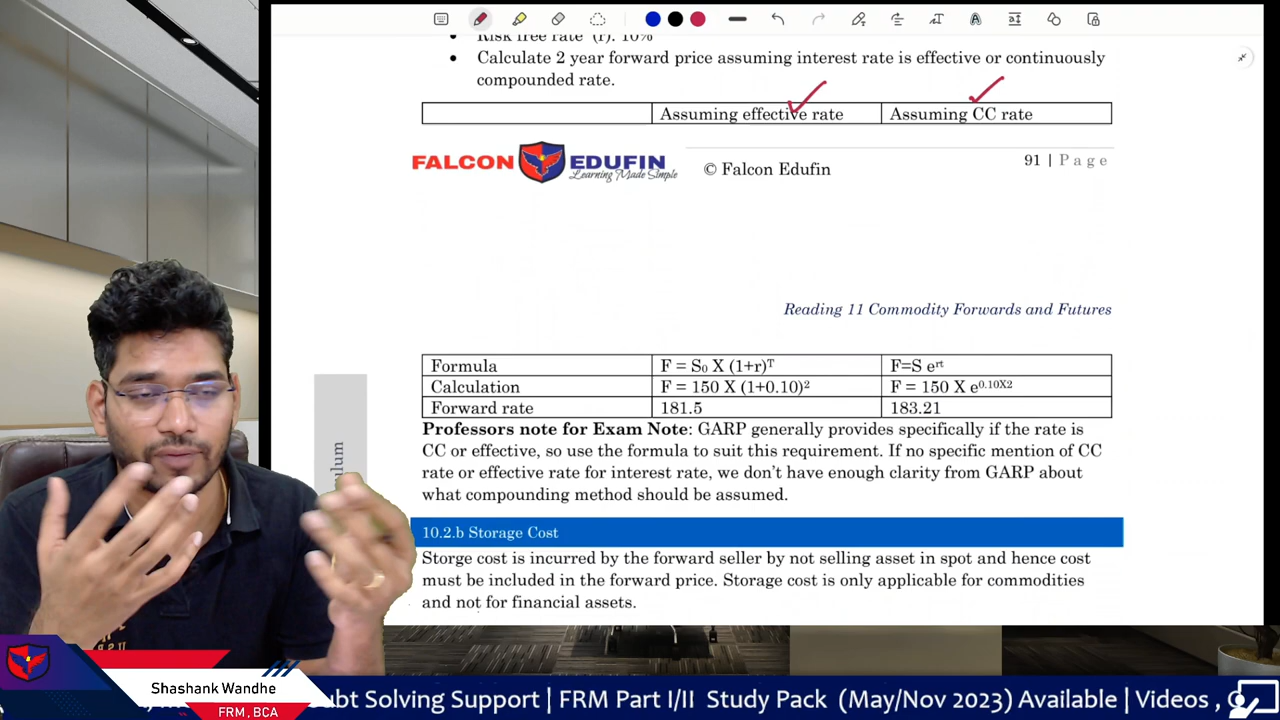 Risk free rate (r): 10%
• Calculate 2 year forward price assuming interest rate is effective or continuously
compounded rate.
Assuming effective rate Assuming CC rate
FALCON EDUFIN
Learning Made Simple
© Falcon Edufin
91 | Page
Reading 11 Commodity Forwards and Futures
Formula F = S₀ X (1+r)ᵀ F=S eʳᵗ
Calculation F = 150 X (1+0.10)² F = 150 X e⁰·¹⁰ˣ²
Forward rate 181.5 183.21
Professors note for Exam Note: GARP generally provides specifically if the rate is
CC or effective, so use the formula to suit this requirement. If no specific mention of CC
rate or effective rate for interest rate, we don't have enough clarity from GARP about
what compounding method should be assumed.
ulum
10.2.b Storage Cost
Storge cost is incurred by the forward seller by not selling asset in spot and hence cost
must be included in the forward price. Storage cost is only applicable for commodities
and not for financial assets.
Shashank Wandhe
FRM, BCA
ubt Solving Support | FRM Part I/II Study Pack (May/Nov 2023) Available | Videos ,